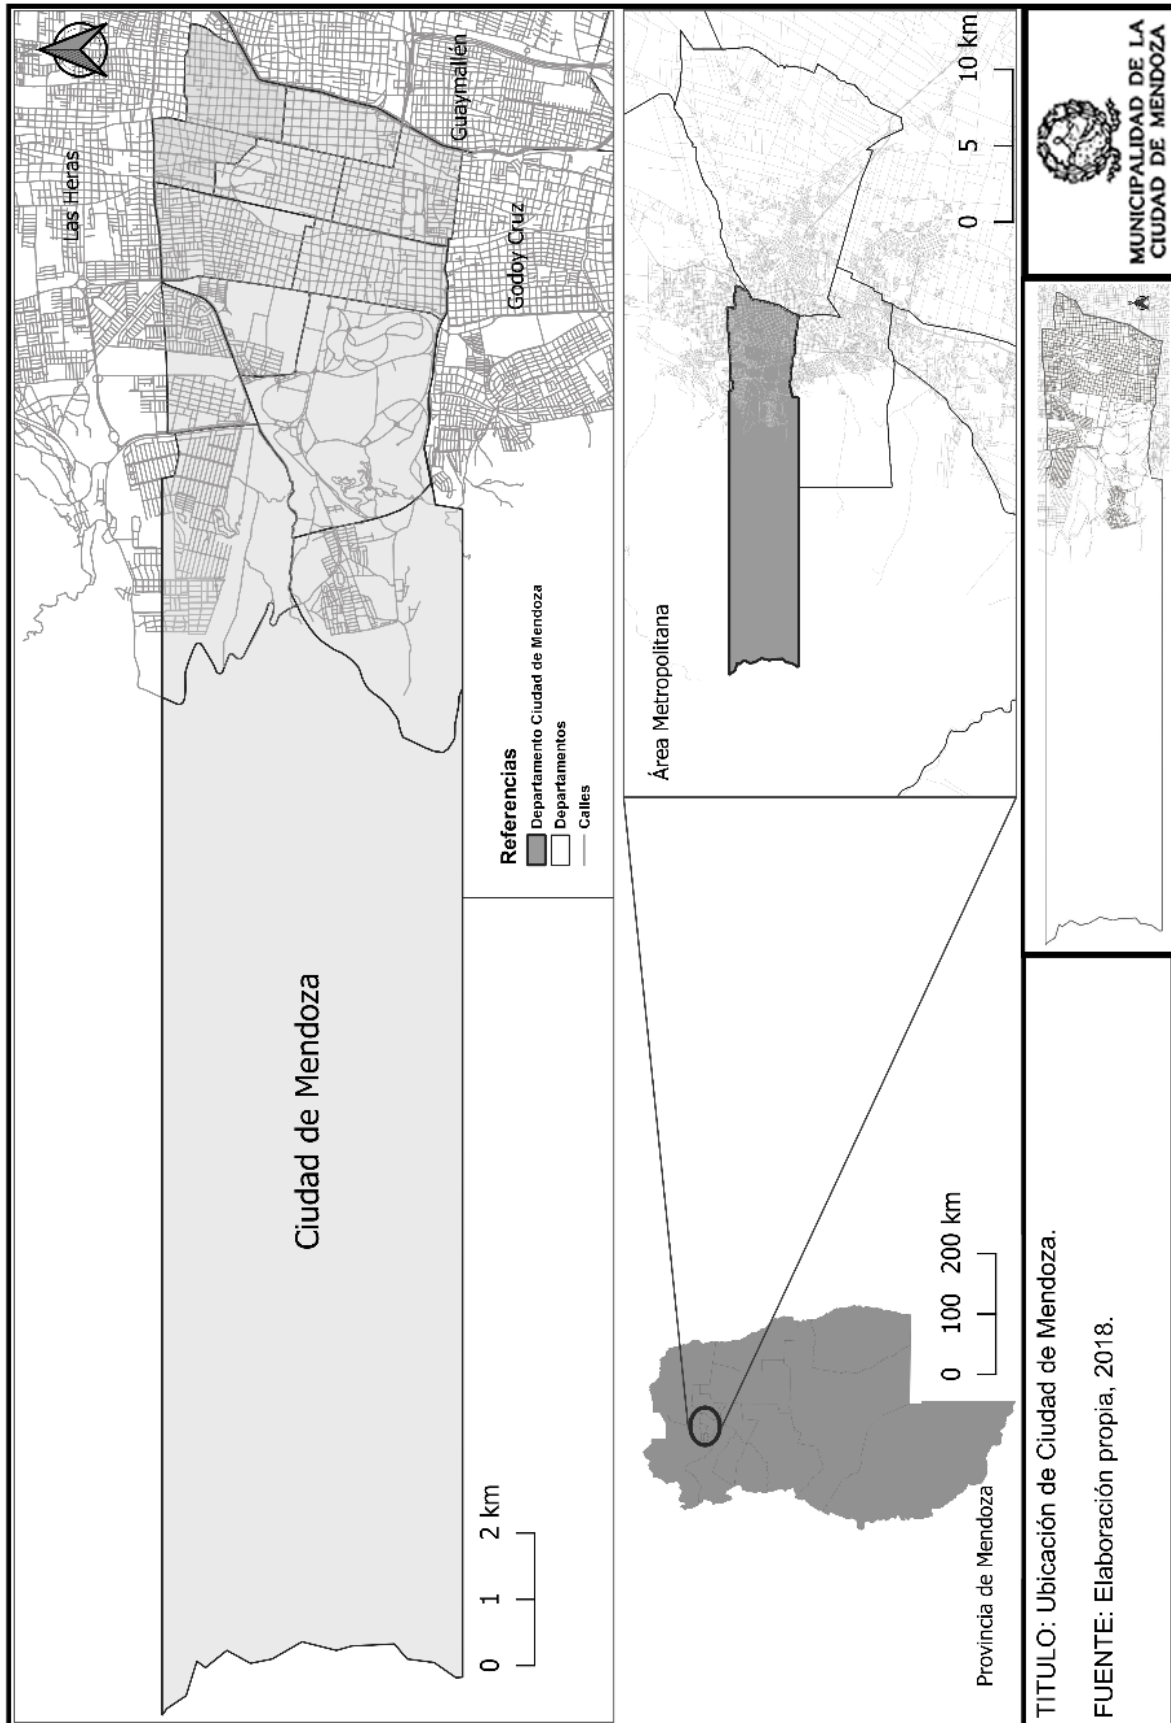 Las Heras
Guaymallén
Godoy Cruz
Ciudad de Mendoza
Referencias
Departamento Ciudad de Mendoza
Departamentos
Calles
0 1 2 km
Área Metropolitana
0 5 10 km
Provincia de Mendoza
0 100 200 km
TITULO: Ubicación de Ciudad de Mendoza.
FUENTE: Elaboración propia, 2018.
MUNICIPALIDAD DE LA
CIUDAD DE MENDOZA